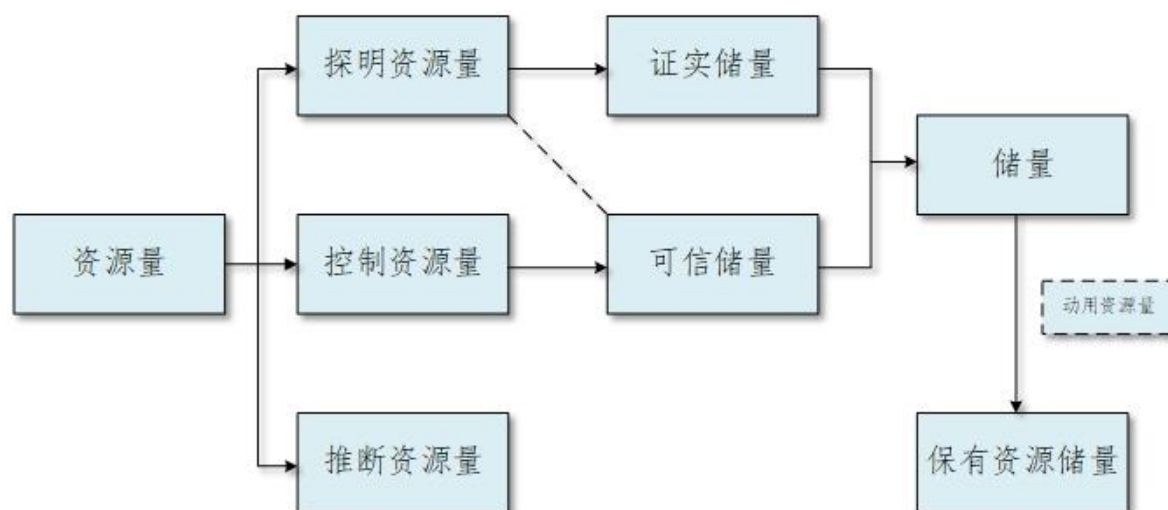 探明资源量
证实储量
储量
资源量
控制资源量
可信储量
动用资源量
推断资源量
保有资源储量